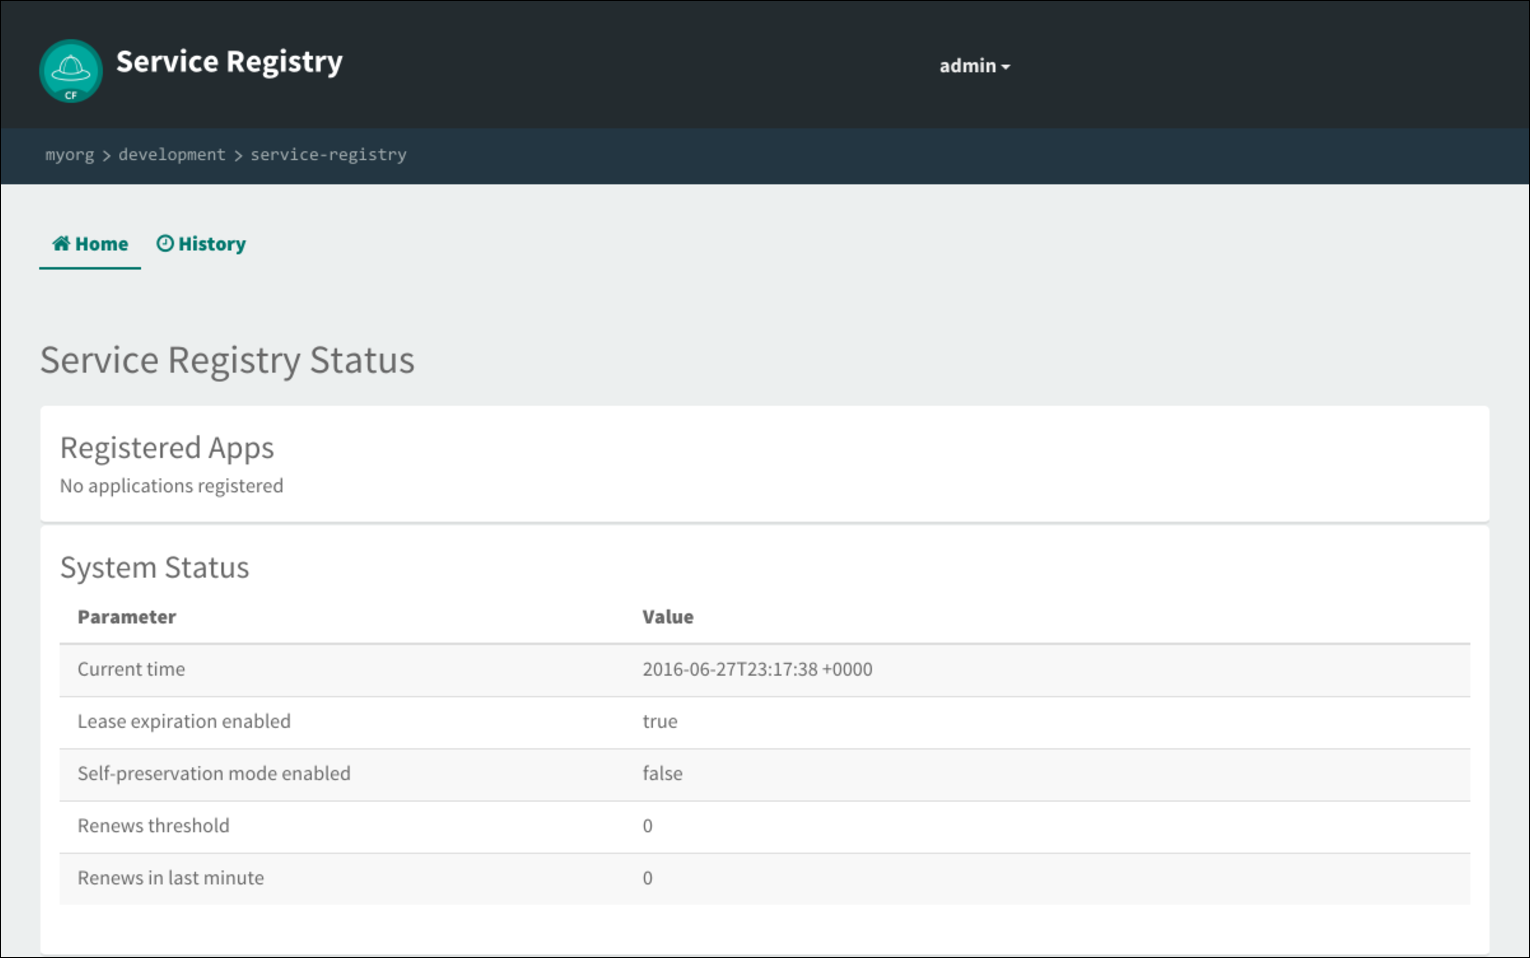 Service Registry
CF
admin
myorg > development > service-registry
Home
History
Service Registry Status
Registered Apps
No applications registered
System Status
Parameter Value
Current time 2016-06-27T23:17:38 +0000
Lease expiration enabled true
Self-preservation mode enabled false
Renews threshold 0
Renews in last minute 0